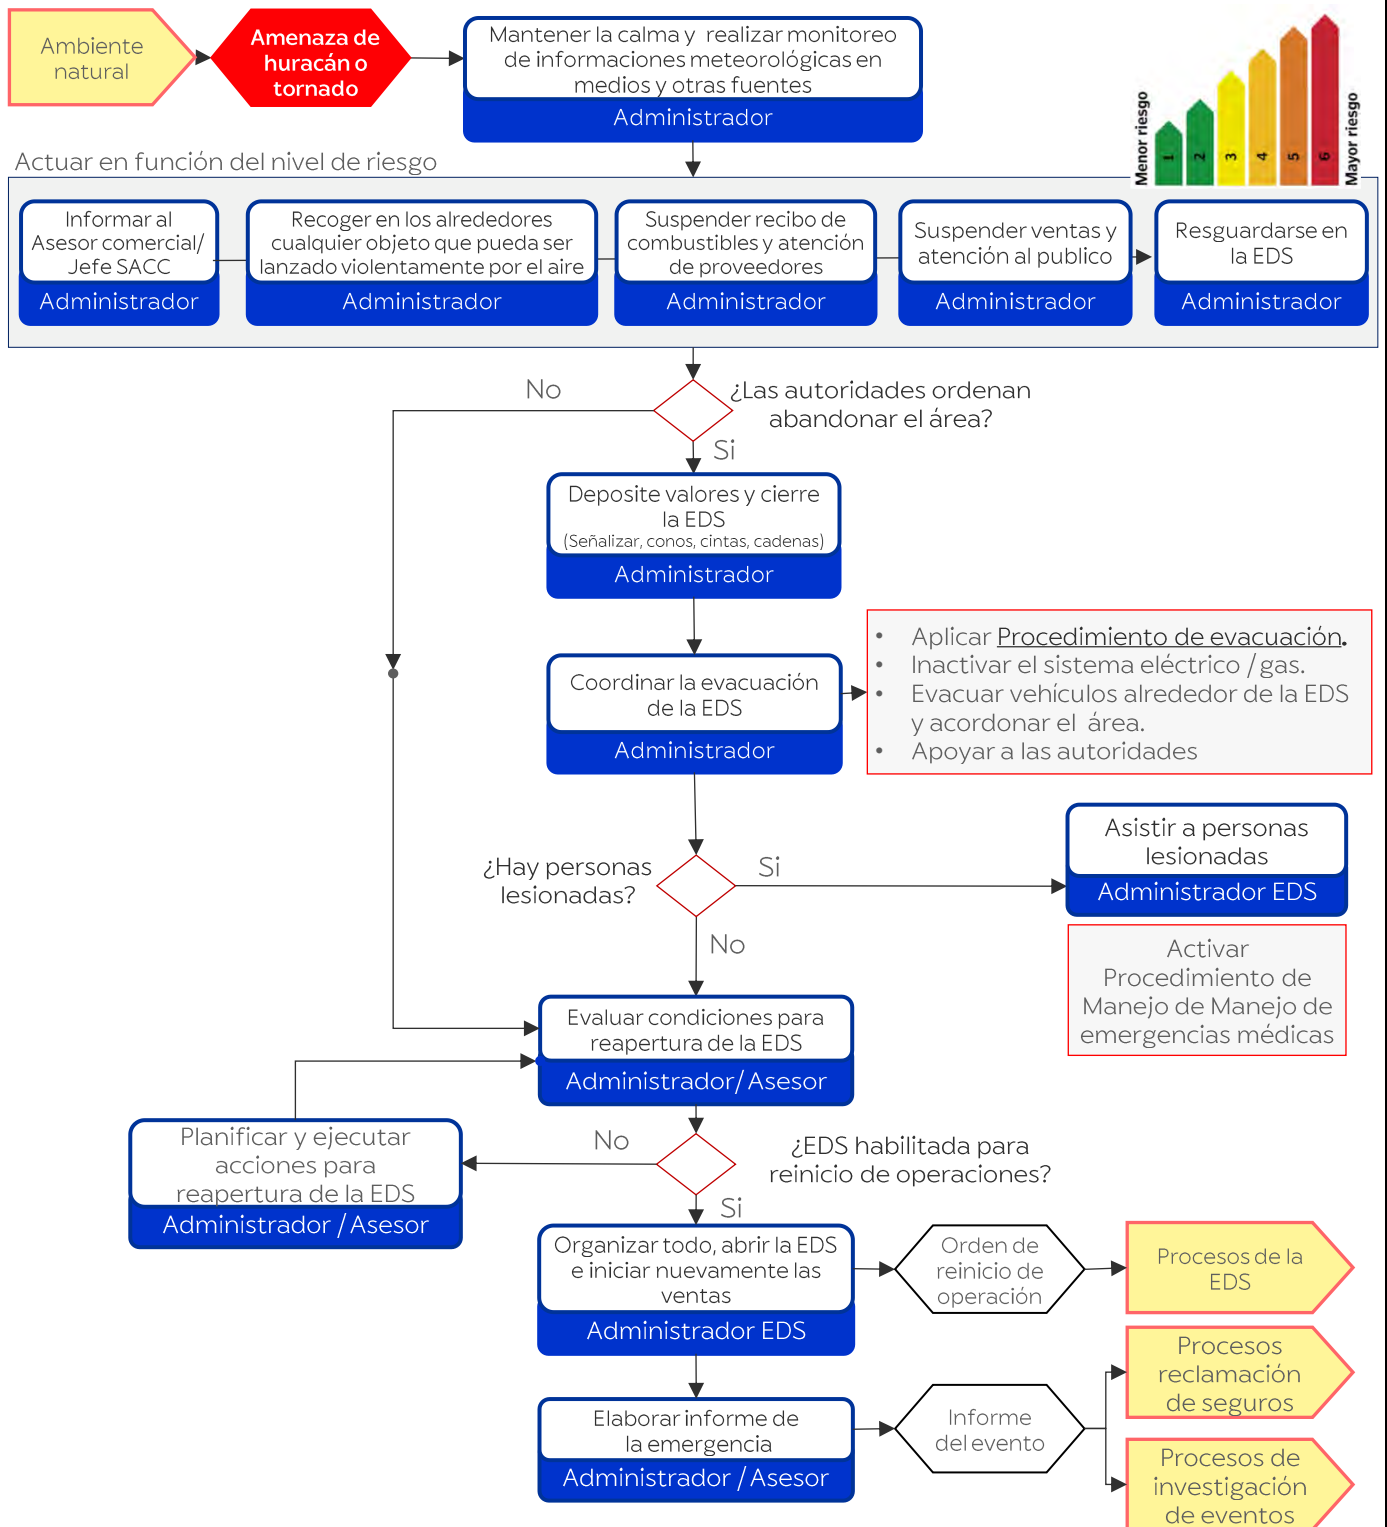 Ambiente
natural
Amenaza de
huracán o
tornado
Mantener la calma y realizar monitoreo
de informaciones meteorológicas en
medios y otras fuentes
Administrador
Menor riesgo
1
2
3
4
5
6
Mayor riesgo
Actuar en función del nivel de riesgo
Informar al
Asesor comercial/
Jefe SACC
Administrador
Recoger en los alrededores
cualquier objeto que pueda ser
lanzado violentamente por el aire
Administrador
Suspender recibo de
combustibles y atención
de proveedores
Administrador
Suspender ventas y
atención al publico
Administrador
Resguardarse en
la EDS
Administrador
No
¿Las autoridades ordenan
abandonar el área?
Si
Deposite valores y cierre
la EDS
(Señalizar, conos, cintas, cadenas)
Administrador
Coordinar la evacuación
de la EDS
Administrador
• Aplicar Procedimiento de evacuación.
• Inactivar el sistema eléctrico / gas.
• Evacuar vehículos alrededor de la EDS
y acordonar el área.
• Apoyar a las autoridades
¿Hay personas
lesionadas?
Si
Asistir a personas
lesionadas
Administrador EDS
No
Activar
Procedimiento de
Manejo de Manejo de
emergencias médicas
Evaluar condiciones para
reapertura de la EDS
Administrador/ Asesor
Planificar y ejecutar
acciones para
reapertura de la EDS
Administrador / Asesor
No
¿EDS habilitada para
reinicio de operaciones?
Si
Organizar todo, abrir la EDS
e iniciar nuevamente las
ventas
Administrador EDS
Orden de
reinicio de
operación
Procesos de la
EDS
Elaborar informe de
la emergencia
Administrador / Asesor
Informe
del evento
Procesos
reclamación
de seguros
Procesos de
investigación
de eventos